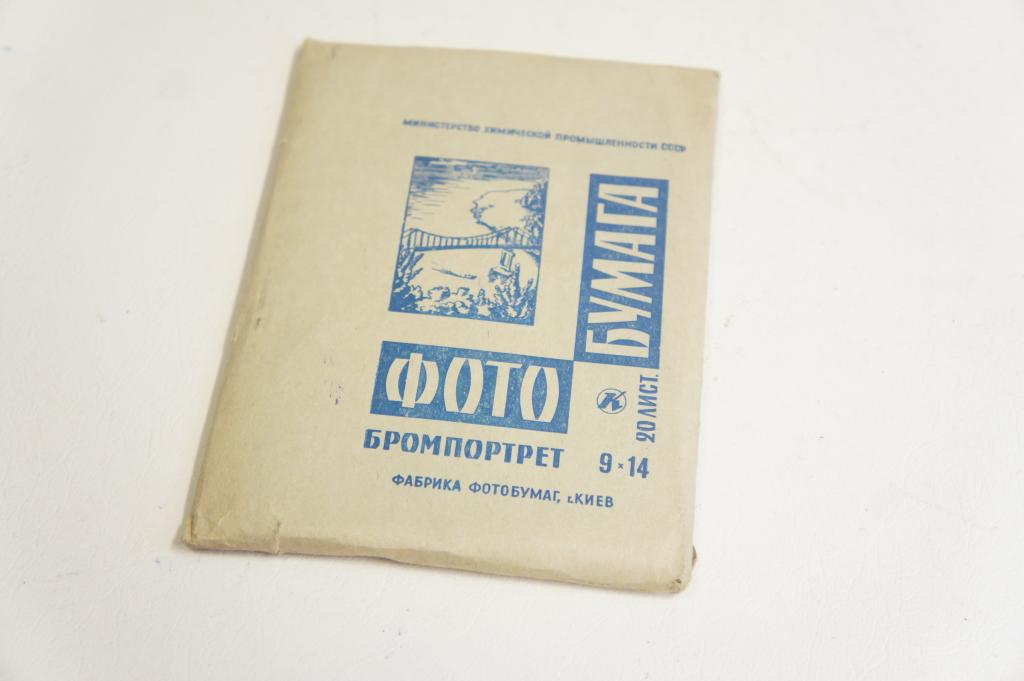 МИНИСТЕРСТВО ХИМИЧЕСКОЙ ПРОМЫШЛЕННОСТИ СССР
ФОТО
БУМАГА
К
20 ЛИСТ.
БРОМПОРТРЕТ
9×14
ФАБРИКА ФОТОБУМАГ, г.КИЕВ